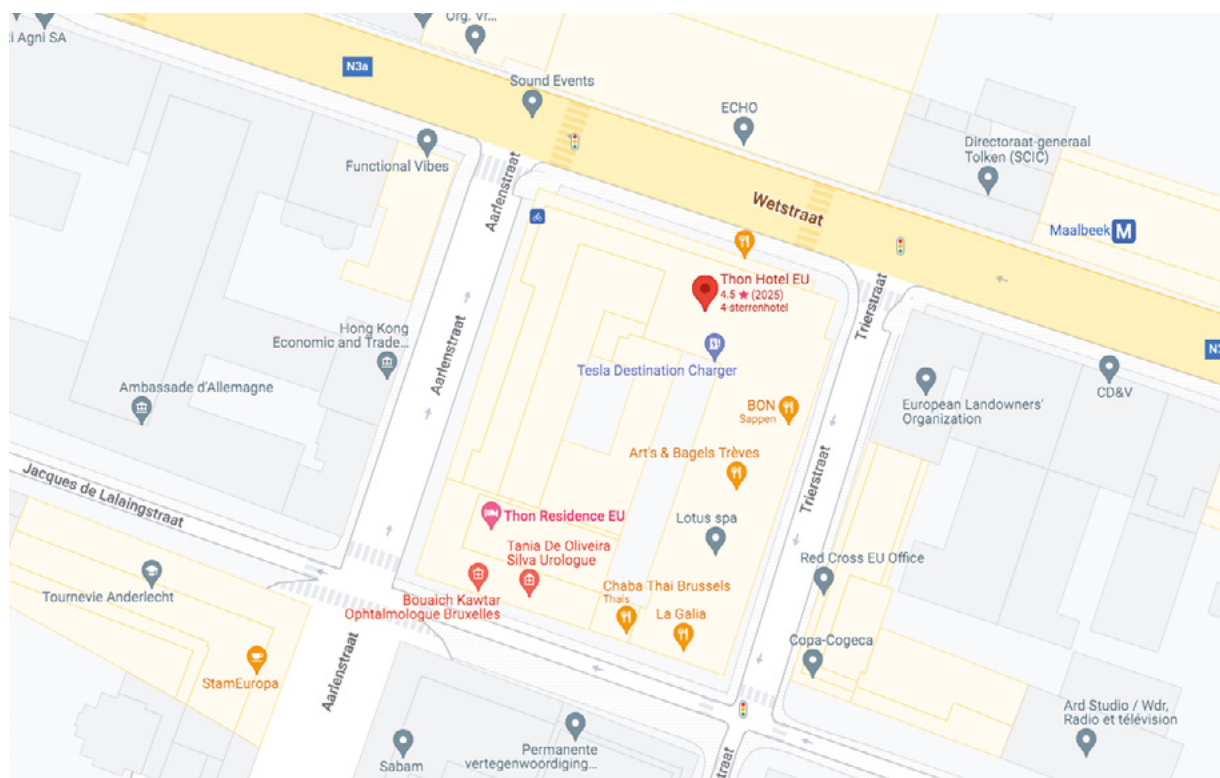 Org. Vr...
i Agni SA
N3a
Sound Events
ECHO
Directoraat-generaal
Tolken (SCIC)
Functional Vibes
Aarlenstraat
Wetstraat
Maalbeek M
Thon Hotel EU
4.5 ★ (2025)
4-sterrenhotel
Trierstraat
Hong Kong
Economic and Trade...
Aarlenstraat
Tesla Destination Charger
N3
CD&V
Ambassade d'Allemagne
BON
Sappen
European Landowners'
Organization
Art's & Bagels Trèves
Jacques de Lalaingstraat
Trierstraat
Thon Residence EU
Lotus spa
Tania De Oliveira
Silva Urologue
Red Cross EU Office
Tournevie Anderlecht
Bouaich Kawtar
Ophtalmologue Bruxelles
Chaba Thai Brussels
Thais
La Galia
Copa-Cogeca
StamEuropa
Aarlenstraat
Ard Studio / Wdr,
Radio et télévision
Sabam
Permanente
vertegenwoordiging...
straat